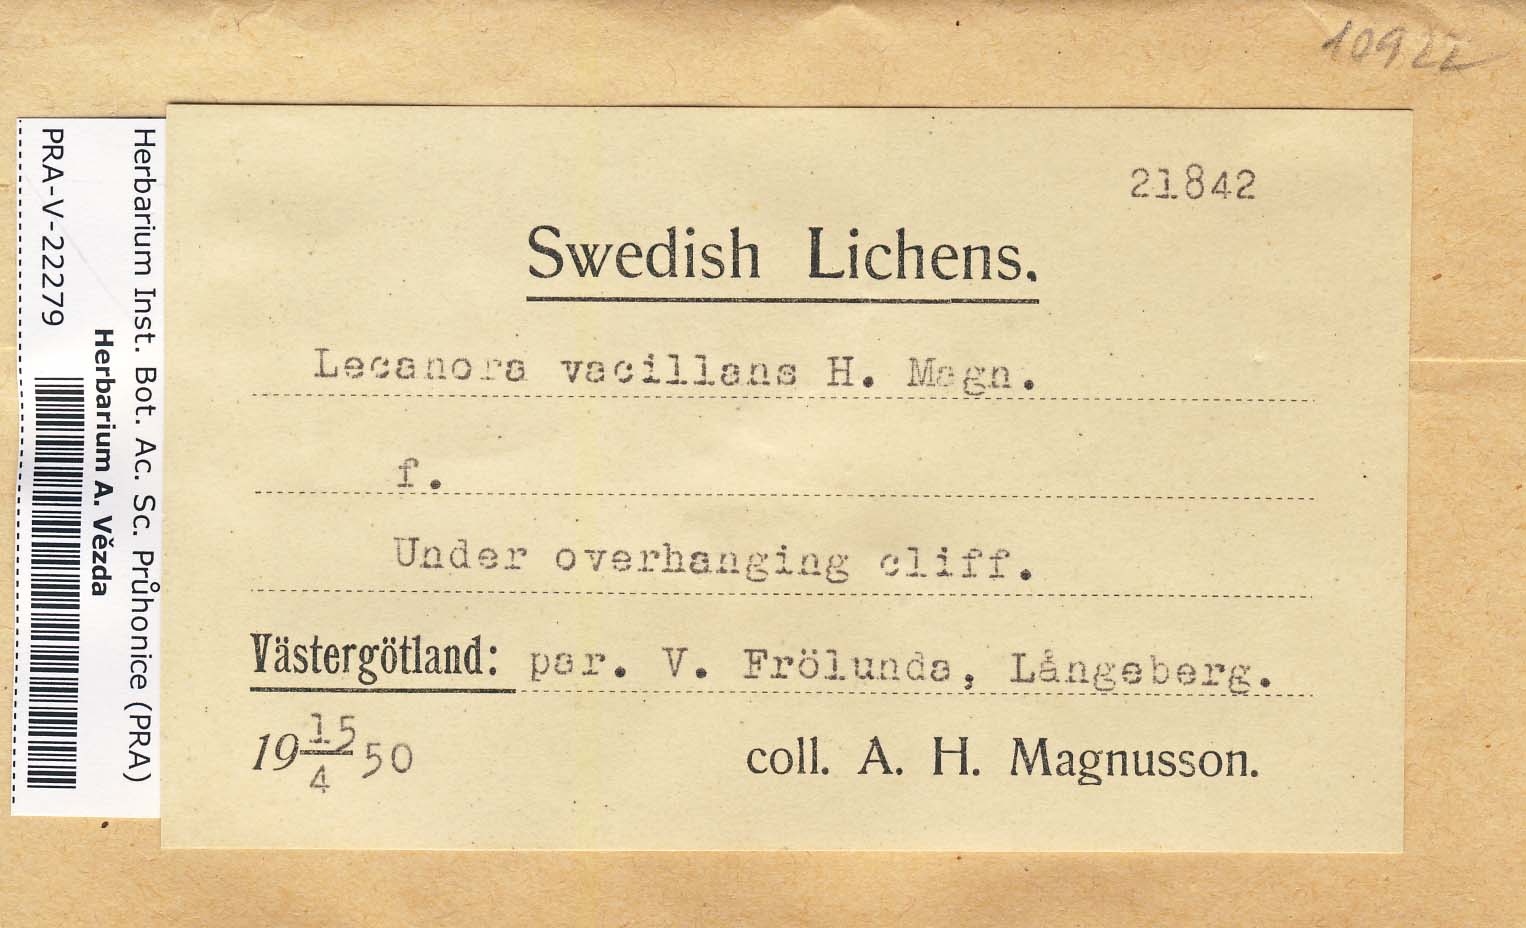 10922
21842
Swedish Lichens.
Lecanora vacillans H. Magn.
f.
Under overhanging cliff.
Västergötland: par. V. Frölunda, Långeberg.
19 15/4 50
coll. A. H. Magnusson.
Herbarium Inst. Bot. Ac. Sc. Průhonice (PRA)
Herbarium A. Vězda
PRA-V-22279